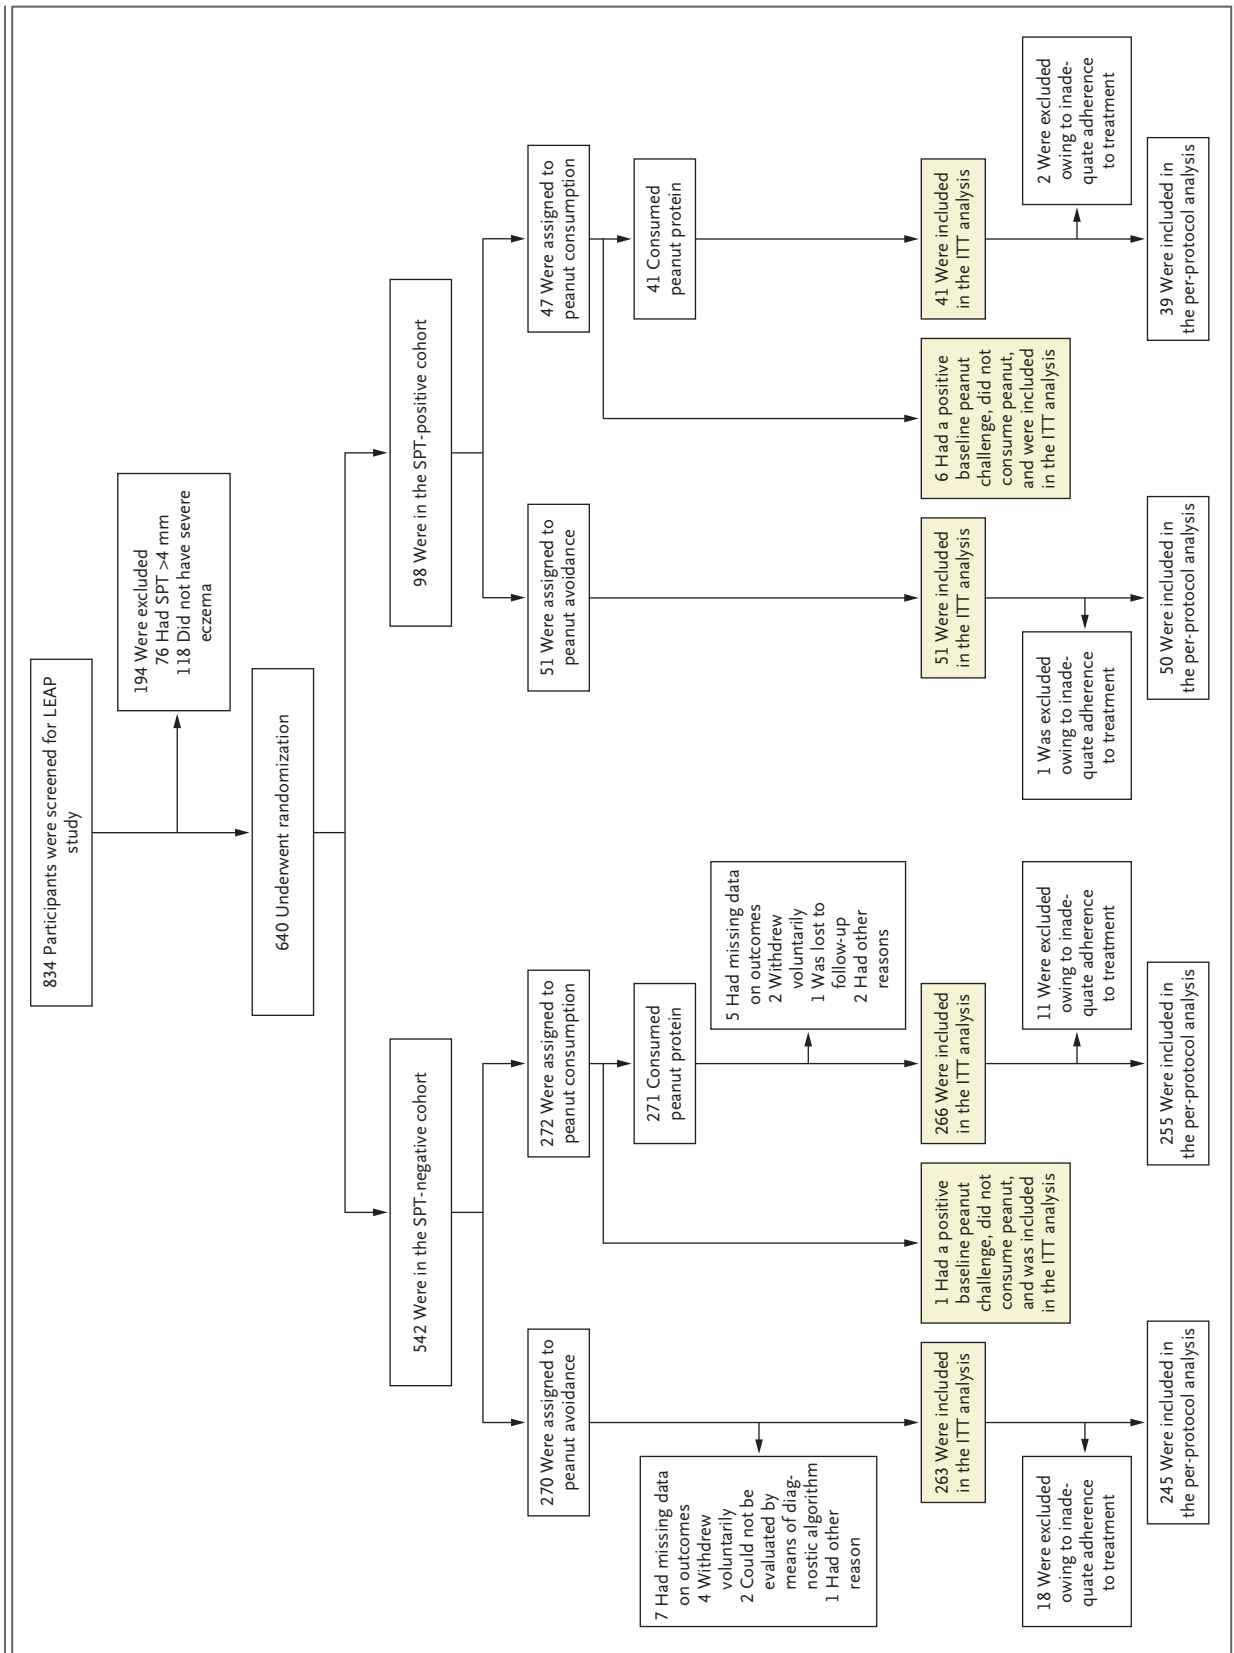 834 Participants were screened for LEAP
study
194 Were excluded
76 Had SPT >4 mm
118 Did not have severe
eczema
640 Underwent randomization
542 Were in the SPT-negative cohort
98 Were in the SPT-positive cohort
270 Were assigned to
peanut avoidance
272 Were assigned to
peanut consumption
51 Were assigned to
peanut avoidance
47 Were assigned to
peanut consumption
271 Consumed
peanut protein
41 Consumed
peanut protein
7 Had missing data
on outcomes
4 Withdrew
voluntarily
2 Could not be
evaluated by
means of diag-
nostic algorithm
1 Had other
reason
5 Had missing data
on outcomes
2 Withdrew
voluntarily
1 Was lost to
follow-up
2 Had other
reasons
263 Were included
in the ITT analysis
1 Had a positive
baseline peanut
challenge, did not
consume peanut,
and was included
in the ITT analysis
266 Were included
in the ITT analysis
51 Were included
in the ITT analysis
6 Had a positive
baseline peanut
challenge, did not
consume peanut,
and were included
in the ITT analysis
41 Were included
in the ITT analysis
18 Were excluded
owing to inade-
quate adherence
to treatment
11 Were excluded
owing to inade-
quate adherence
to treatment
1 Was excluded
owing to inade-
quate adherence
to treatment
2 Were excluded
owing to inade-
quate adherence
to treatment
245 Were included in
the per-protocol analysis
255 Were included in
the per-protocol analysis
50 Were included in
the per-protocol analysis
39 Were included in
the per-protocol analysis